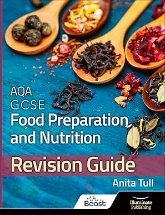 AQA
GCSE
Food Preparation
and Nutrition
Revision Guide
Anita Tull
Boost
Illuminate
Publishing